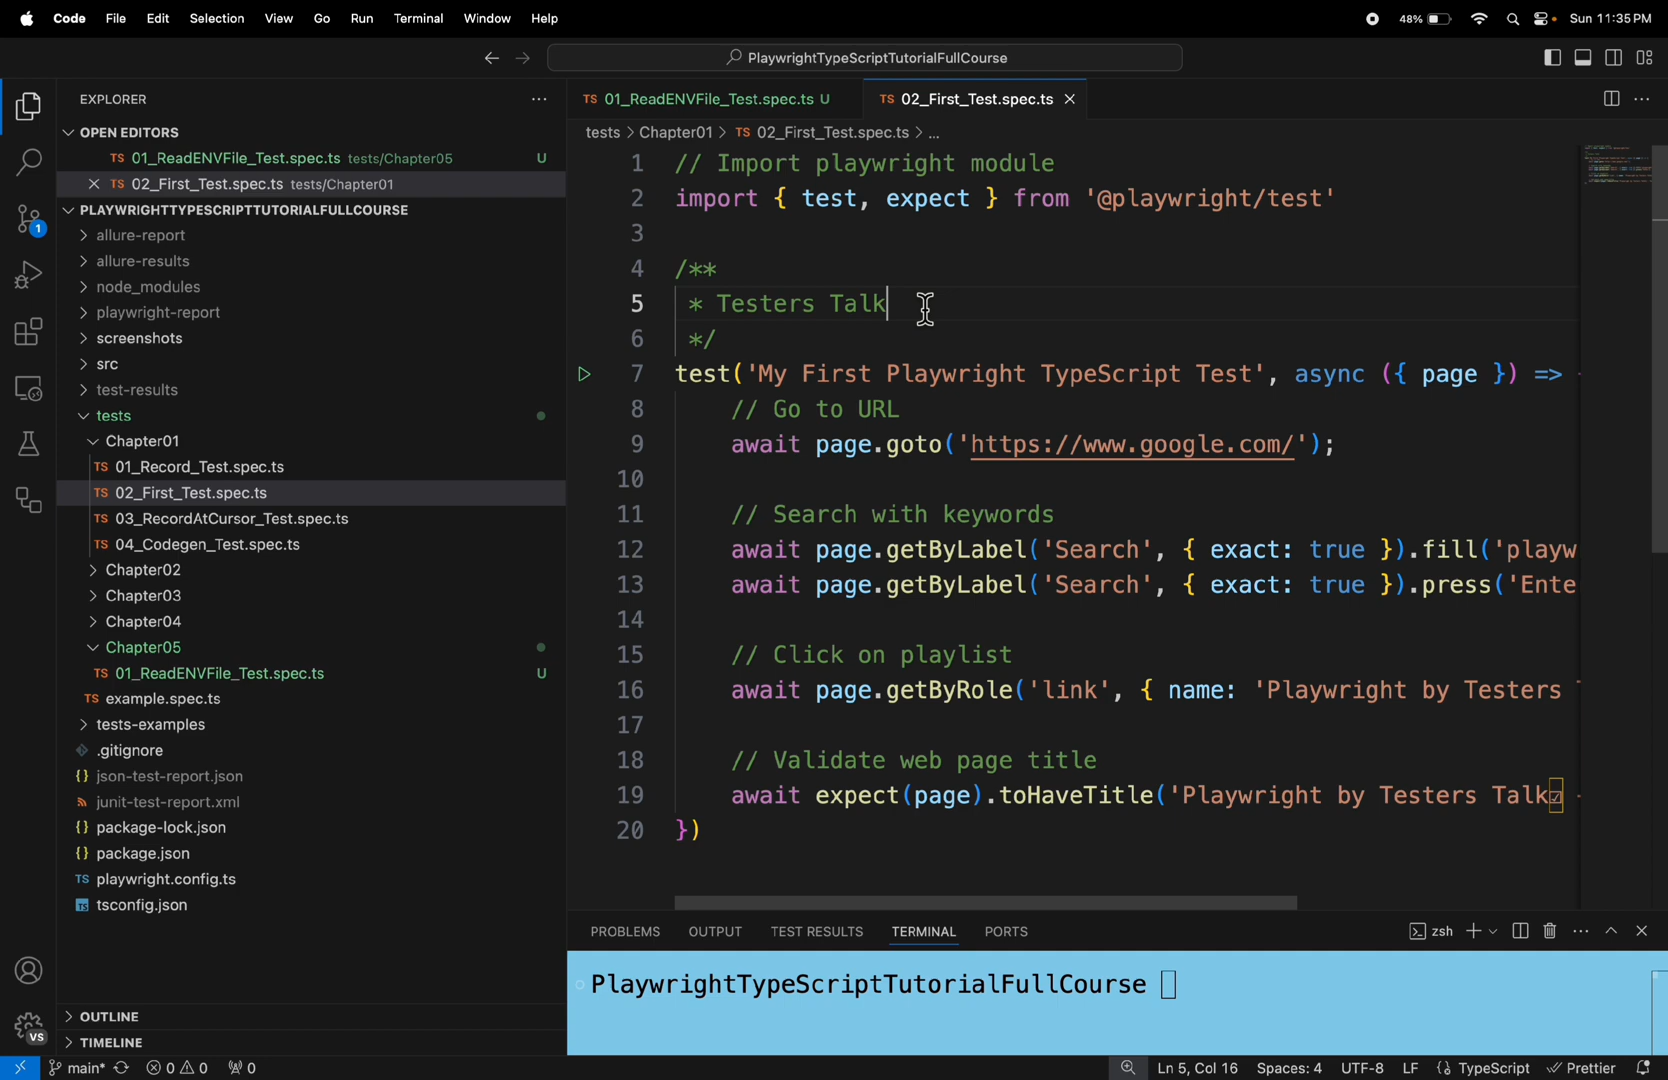 Code File Edit Selection View Go Run Terminal Window Help 48% Sun 11:35 PM
PlaywrightTypeScriptTutorialFullCourse
EXPLORER
OPEN EDITORS
TS 01_ReadENVFile_Test.spec.ts tests/Chapter05 U
TS 02_First_Test.spec.ts tests/Chapter01
PLAYWRIGHTTYPESCRIPTTUTORIALFULLCOURSE
allure-report
allure-results
node_modules
playwright-report
screenshots
src
test-results
tests
Chapter01
TS 01_Record_Test.spec.ts
TS 02_First_Test.spec.ts
TS 03_RecordAtCursor_Test.spec.ts
TS 04_Codegen_Test.spec.ts
Chapter02
Chapter03
Chapter04
Chapter05
TS 01_ReadENVFile_Test.spec.ts U
TS example.spec.ts
tests-examples
.gitignore
{} json-test-report.json
junit-test-report.xml
{} package-lock.json
{} package.json
TS playwright.config.ts
TS tsconfig.json
OUTLINE
TIMELINE
1
VS
TS 01_ReadENVFile_Test.spec.ts U TS 02_First_Test.spec.ts
tests > Chapter01 > TS 02_First_Test.spec.ts > ...
1 // Import playwright module
2 import { test, expect } from '@playwright/test'
3
4 /**
5 * Testers Talk
6 */
7 test('My First Playwright TypeScript Test', async ({ page }) =>
8 // Go to URL
9 await page.goto('https://www.google.com/');
10
11 // Search with keywords
12 await page.getByLabel('Search', { exact: true }).fill('playw
13 await page.getByLabel('Search', { exact: true }).press('Ente
14
15 // Click on playlist
16 await page.getByRole('link', { name: 'Playwright by Testers
17
18 // Validate web page title
19 await expect(page).toHaveTitle('Playwright by Testers Talk☑ -
20 })
PROBLEMS OUTPUT TEST RESULTS TERMINAL PORTS zsh
PlaywrightTypeScriptTutorialFullCourse
main* 0 0 0 Ln 5, Col 16 Spaces: 4 UTF-8 LF {} TypeScript Prettier